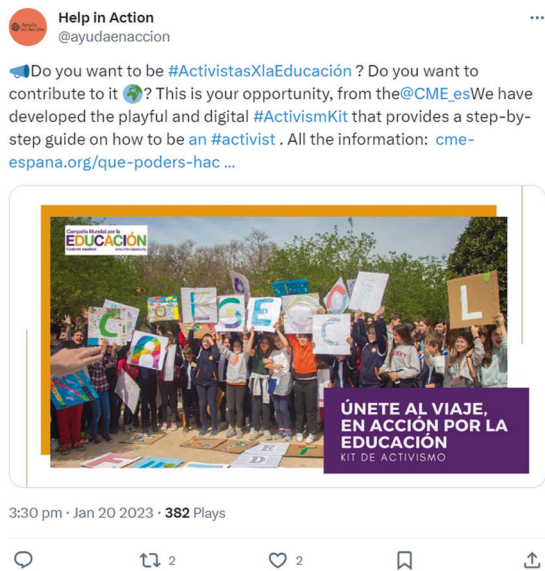 Help in Action
@ayudaenaccion
Do you want to be #ActivistasXlaEducación ? Do you want to
contribute to it ? This is your opportunity, from the@CME_esWe have
developed the playful and digital #ActivismKit that provides a step-by-
step guide on how to be an #activist . All the information: cme-
espana.org/que-poders-hac ...
Campaña Mundial por la
EDUCACIÓN
ÚNETE AL VIAJE,
EN ACCIÓN POR LA
EDUCACIÓN
KIT DE ACTIVISMO
3:30 pm · Jan 20 2023 · 382 Plays
2
2